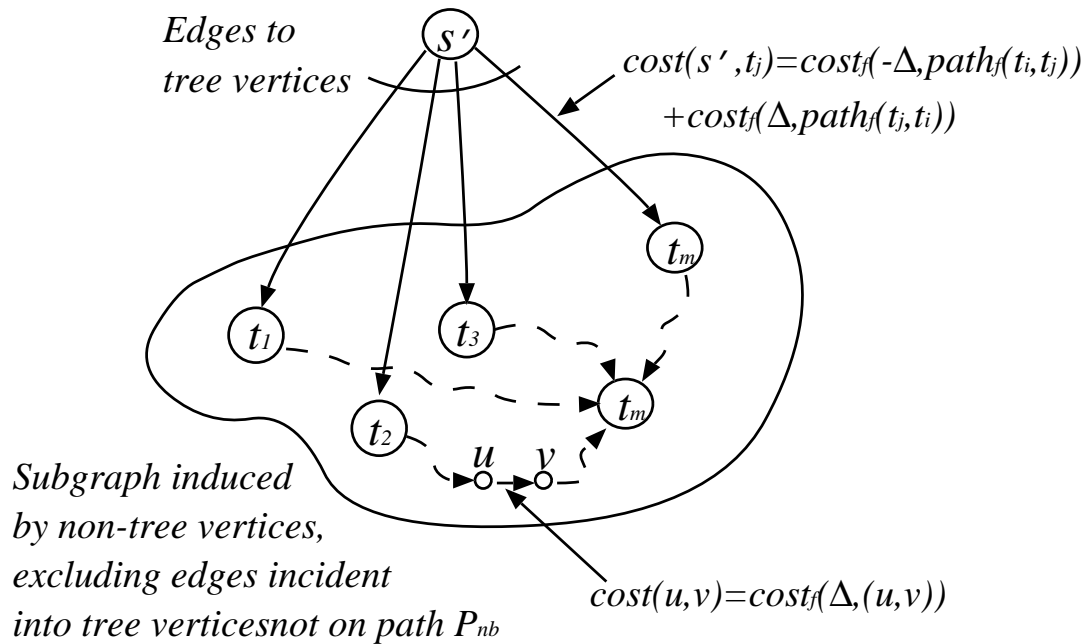 s′
Edges to
tree vertices
cost(s′,tj)=costf(-Δ,pathf(ti,tj))
+costf(Δ,pathf(tj,ti))
tm
t1
t3
tm
t2
u
v
Subgraph induced
by non-tree vertices,
excluding edges incident
into tree verticesnot on path Pnb
cost(u,v)=costf(Δ,(u,v))